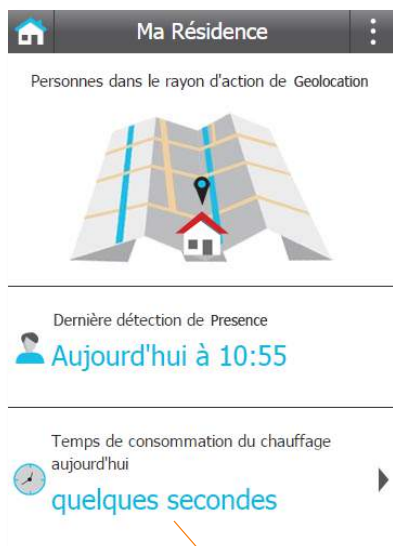 Ma Résidence
Personnes dans le rayon d'action de Geolocation
Dernière détection de Presence
Aujourd'hui à 10:55
Temps de consommation du chauffage
aujourd'hui
quelques secondes